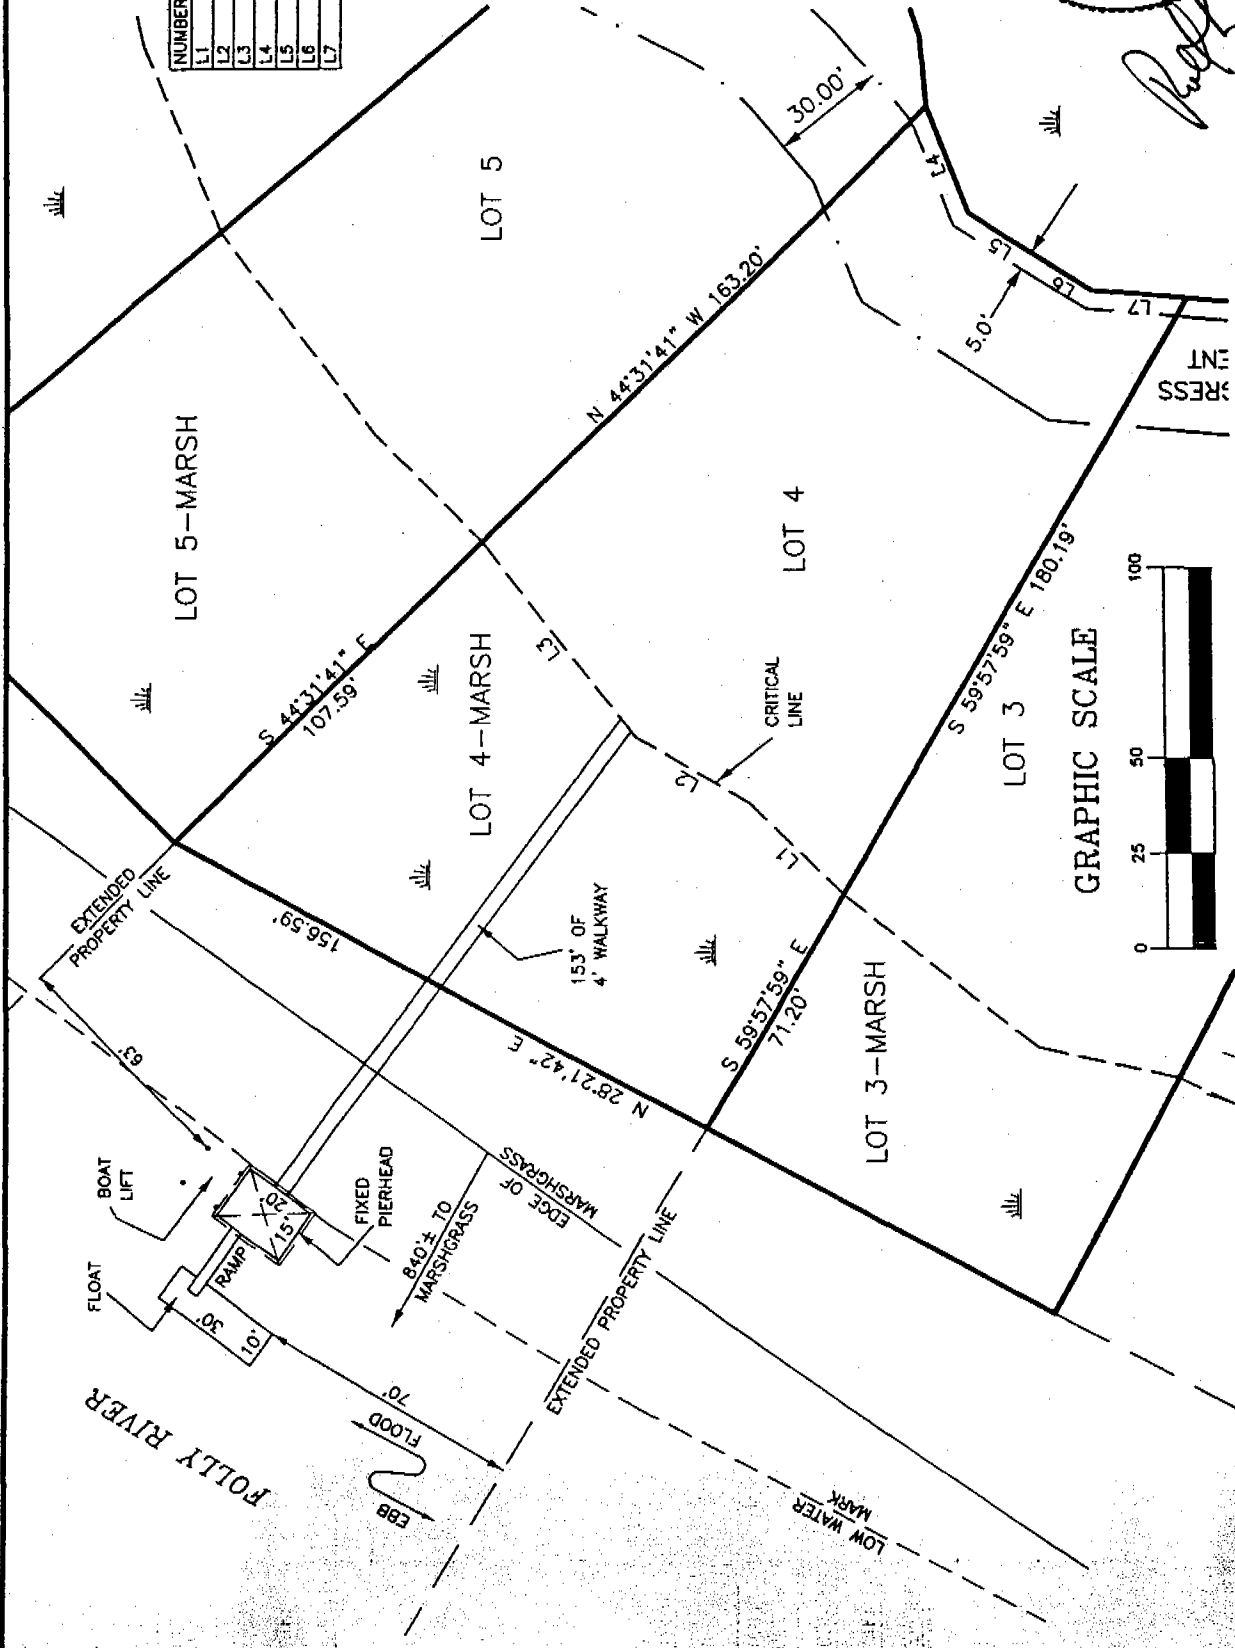 NUMBER
L1
L2
L3
L4
L5
L6
L7
30.00'
LOT 5
L4
L5
L6
L7
5.0'
N 44°31'41" W 163.20'
LOT 5-MARSH
S 44°31'41" E
107.59'
LOT 4-MARSH
L3
LOT 4
CRITICAL
LINE
L2
L1
S 59°57'59" E 180.19'
LOT 3
GRAPHIC SCALE
0
25
50
100
EXTENDED
PROPERTY LINE
156.59'
N 28°21'42" E
153' OF
4' WALKWAY
S 59°57'59" E
71.20'
LOT 3-MARSH
63'
BOAT
LIFT
FLOAT
RAMP
20'
15'
FIXED
PIERHEAD
30'
10'
840'± TO
MARSHGRASS
EDGE OF
MARSHGRASS
EXTENDED PROPERTY LINE
70'
FOLLY RIVER
FLOOD
EBB
LOW WATER
MARK